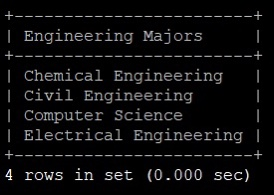 +------------------------+
| Engineering Majors     |
+------------------------+
| Chemical Engineering   |
| Civil Engineering      |
| Computer Science       |
| Electrical Engineering |
+------------------------+
4 rows in set (0.000 sec)